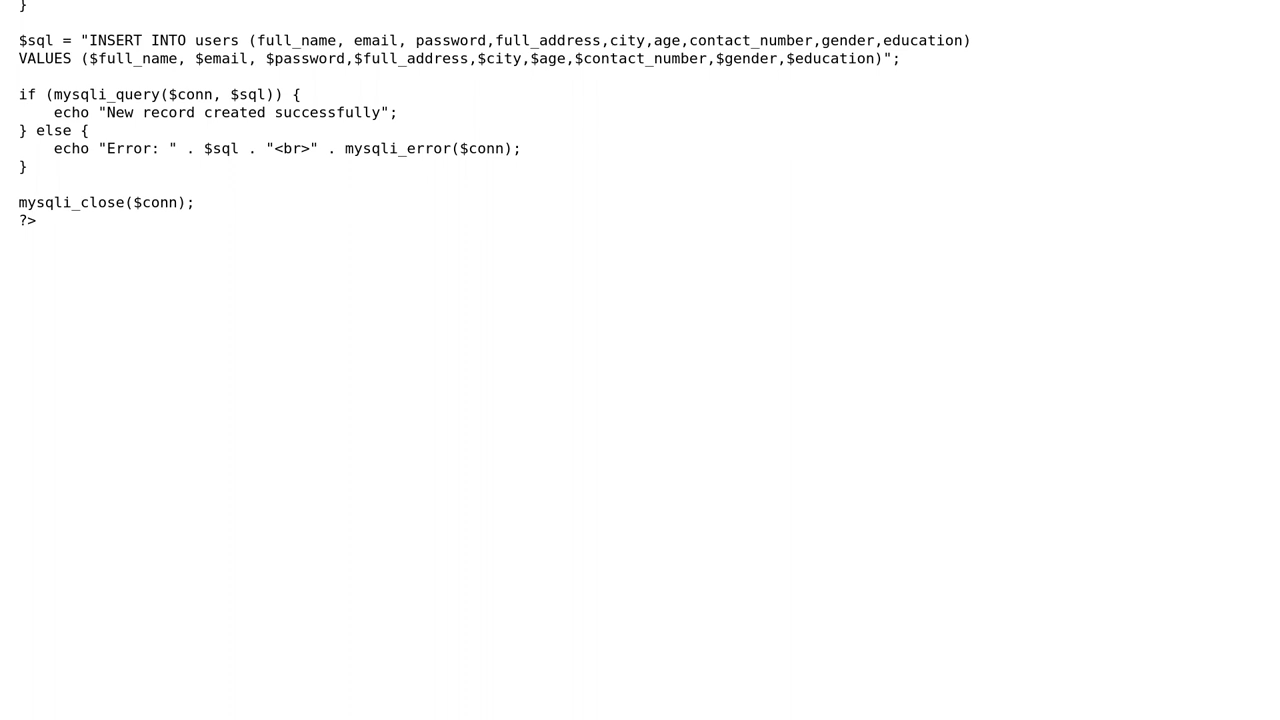 }
$sql = "INSERT INTO users (full_name, email, password,full_address,city,age,contact_number,gender,education)
VALUES ($full_name, $email, $password,$full_address,$city,$age,$contact_number,$gender,$education)";
if (mysqli_query($conn, $sql)) {
    echo "New record created successfully";
} else {
    echo "Error: " . $sql . "<br>" . mysqli_error($conn);
}
mysqli_close($conn);
?>